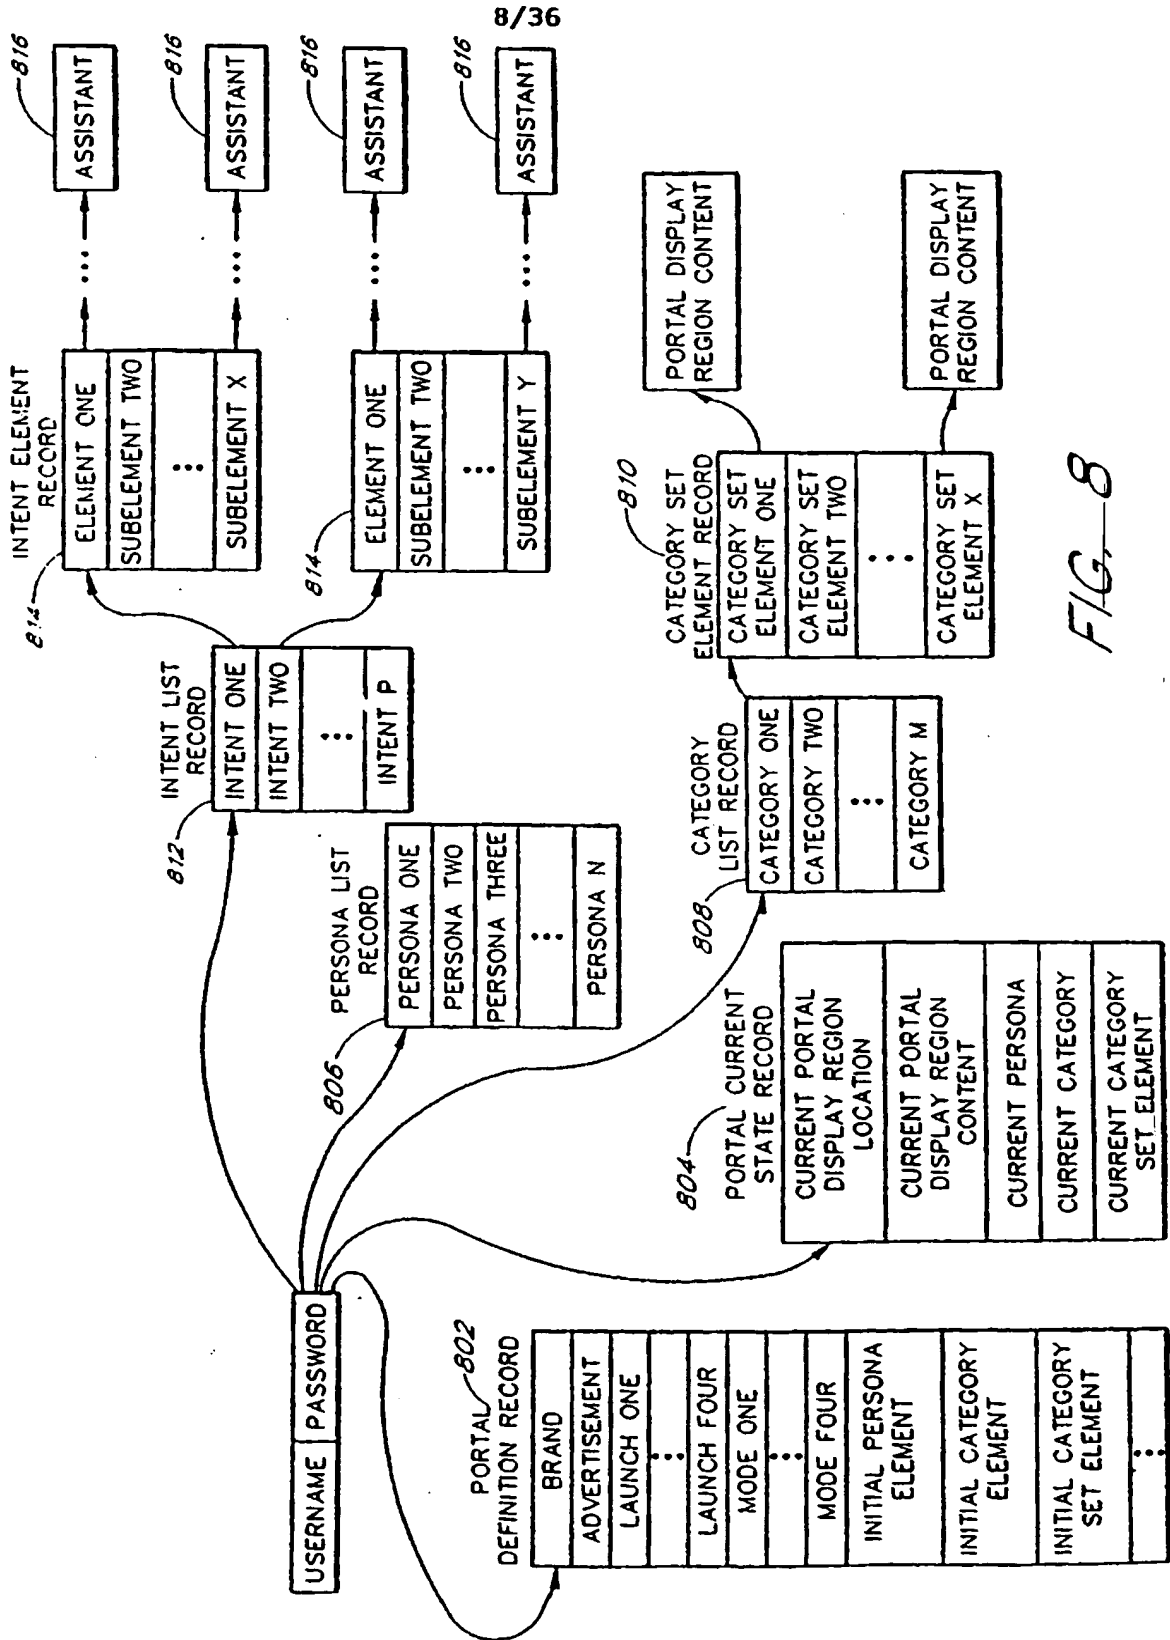 8/36
USERNAME
PASSWORD
802
PORTAL
DEFINITION RECORD
BRAND
ADVERTISEMENT
LAUNCH ONE
...
LAUNCH FOUR
MODE ONE
...
MODE FOUR
INITIAL PERSONA
ELEMENT
INITIAL CATEGORY
ELEMENT
INITIAL CATEGORY
SET ELEMENT
...
804
PORTAL CURRENT
STATE RECORD
CURRENT PORTAL
DISPLAY REGION
LOCATION
CURRENT PORTAL
DISPLAY REGION
CONTENT
CURRENT PERSONA
CURRENT CATEGORY
CURRENT CATEGORY
SET ELEMENT
806
PERSONA LIST
RECORD
PERSONA ONE
PERSONA TWO
PERSONA THREE
...
PERSONA N
808
CATEGORY
LIST RECORD
CATEGORY ONE
CATEGORY TWO
...
CATEGORY M
810
CATEGORY SET
ELEMENT RECORD
CATEGORY SET
ELEMENT ONE
CATEGORY SET
ELEMENT TWO
...
CATEGORY SET
ELEMENT X
PORTAL DISPLAY
REGION CONTENT
PORTAL DISPLAY
REGION CONTENT
812
INTENT LIST
RECORD
INTENT ONE
INTENT TWO
...
INTENT P
814
INTENT ELEMENT
RECORD
ELEMENT ONE
SUBELEMENT TWO
...
SUBELEMENT X
814
ELEMENT ONE
SUBELEMENT TWO
...
SUBELEMENT Y
...
ASSISTANT
816
...
ASSISTANT
816
...
ASSISTANT
816
...
ASSISTANT
816
FIG. 8